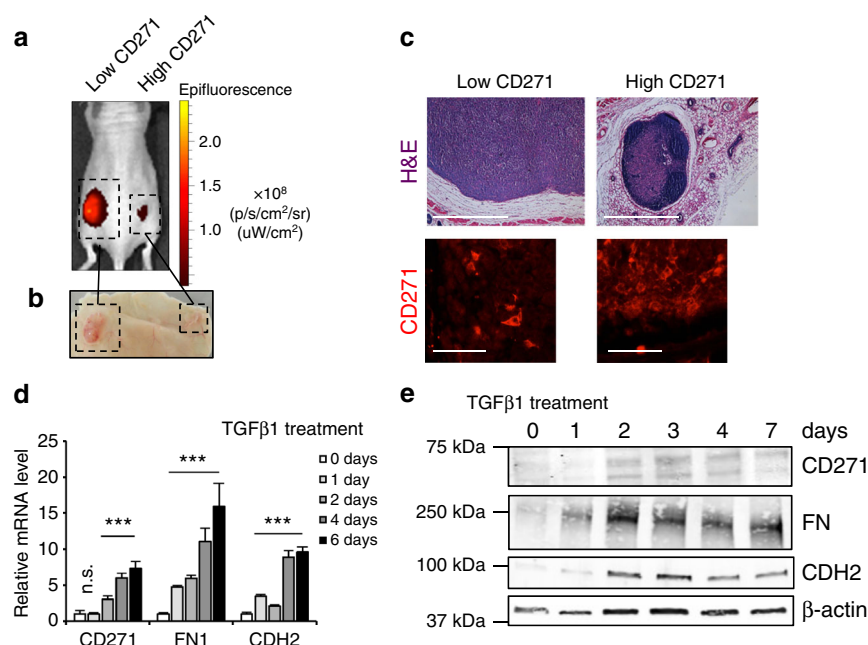 a
Low CD271
High CD271
Epifluorescence
2.0
1.5
1.0
×10⁸
(p/s/cm²/sr)
(uW/cm²)
b
c
Low CD271
High CD271
H&E
CD271
d
TGFβ1 treatment
Relative mRNA level
25
20
15
10
5
0
n.s.
***
***
***
0 days
1 day
2 days
4 days
6 days
CD271
FN1
CDH2
e
TGFβ1 treatment
0 1 2 3 4 7 days
75 kDa
CD271
250 kDa
FN
100 kDa
CDH2
β-actin
37 kDa